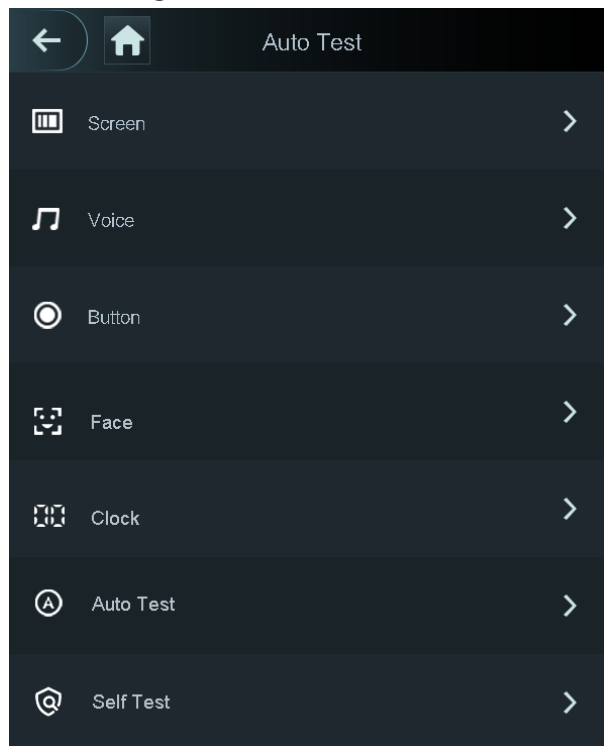 Auto Test
Screen
Voice
Button
Face
Clock
Auto Test
Self Test